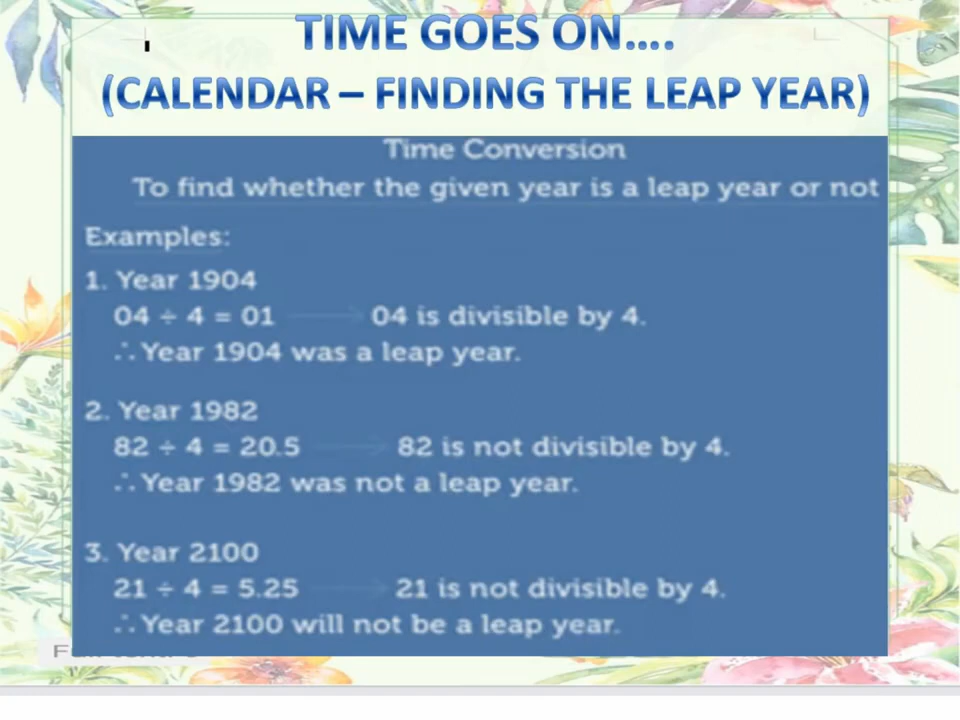 TIME GOES ON....
(CALENDAR – FINDING THE LEAP YEAR)
Time Conversion
To find whether the given year is a leap year or not
Examples:
1. Year 1904
04 ÷ 4 = 01 → 04 is divisible by 4.
∴ Year 1904 was a leap year.
2. Year 1982
82 ÷ 4 = 20.5 → 82 is not divisible by 4.
∴ Year 1982 was not a leap year.
3. Year 2100
21 ÷ 4 = 5.25 → 21 is not divisible by 4.
∴ Year 2100 will not be a leap year.